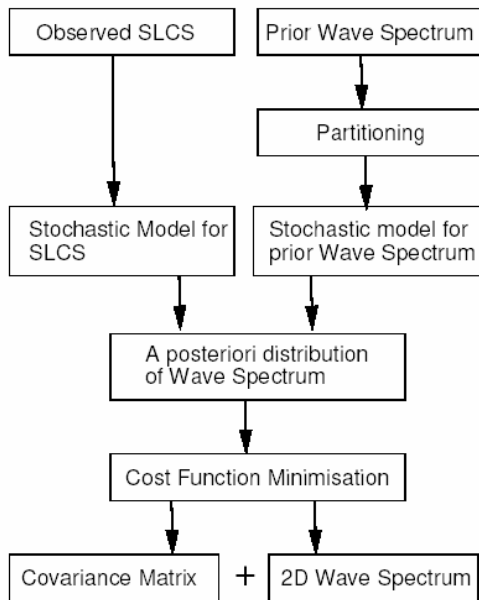 Observed SLCS
Prior Wave Spectrum
Partitioning
Stochastic Model for
SLCS
Stochastic model for
prior Wave Spectrum
A posteriori distribution
of Wave Spectrum
Cost Function Minimisation
Covariance Matrix
+
2D Wave Spectrum